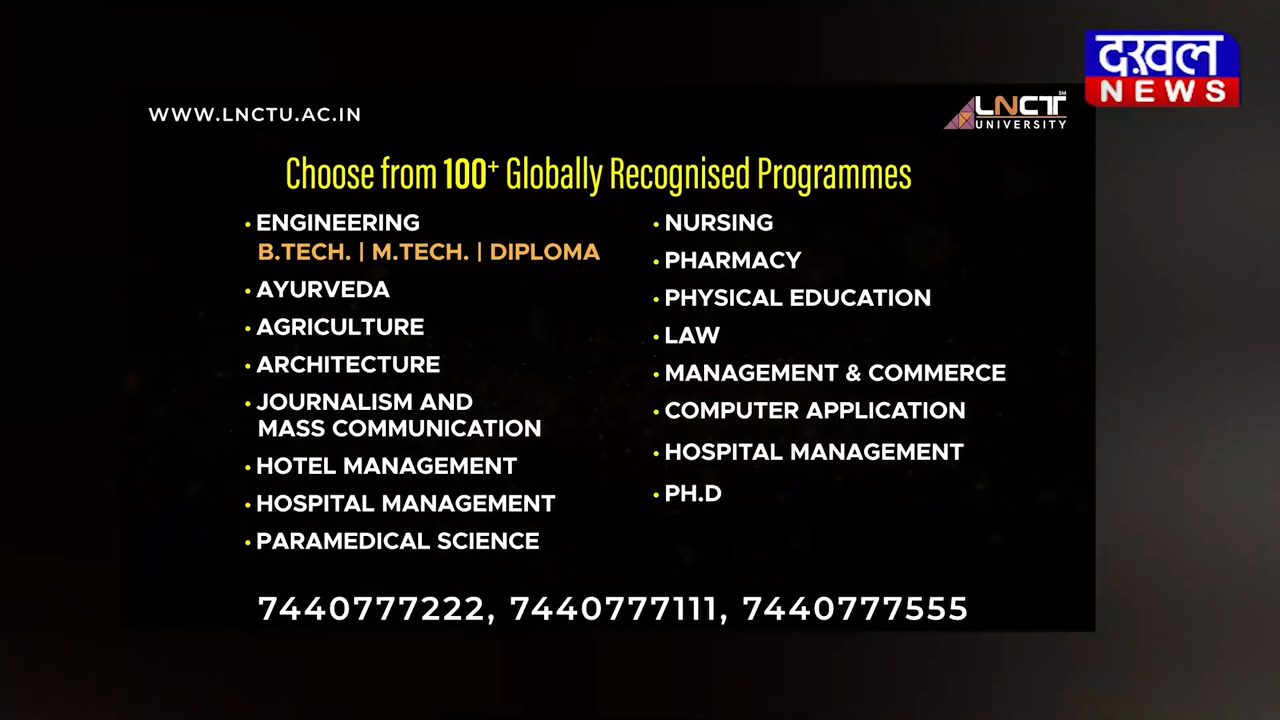 दख़ल
NEWS
WWW.LNCTU.AC.IN
LNCT SM
UNIVERSITY
Choose from 100+ Globally Recognised Programmes
• ENGINEERING
B.TECH. | M.TECH. | DIPLOMA
• AYURVEDA
• AGRICULTURE
• ARCHITECTURE
• JOURNALISM AND
MASS COMMUNICATION
• HOTEL MANAGEMENT
• HOSPITAL MANAGEMENT
• PARAMEDICAL SCIENCE
• NURSING
• PHARMACY
• PHYSICAL EDUCATION
• LAW
• MANAGEMENT & COMMERCE
• COMPUTER APPLICATION
• HOSPITAL MANAGEMENT
• PH.D
7440777222, 7440777111, 7440777555